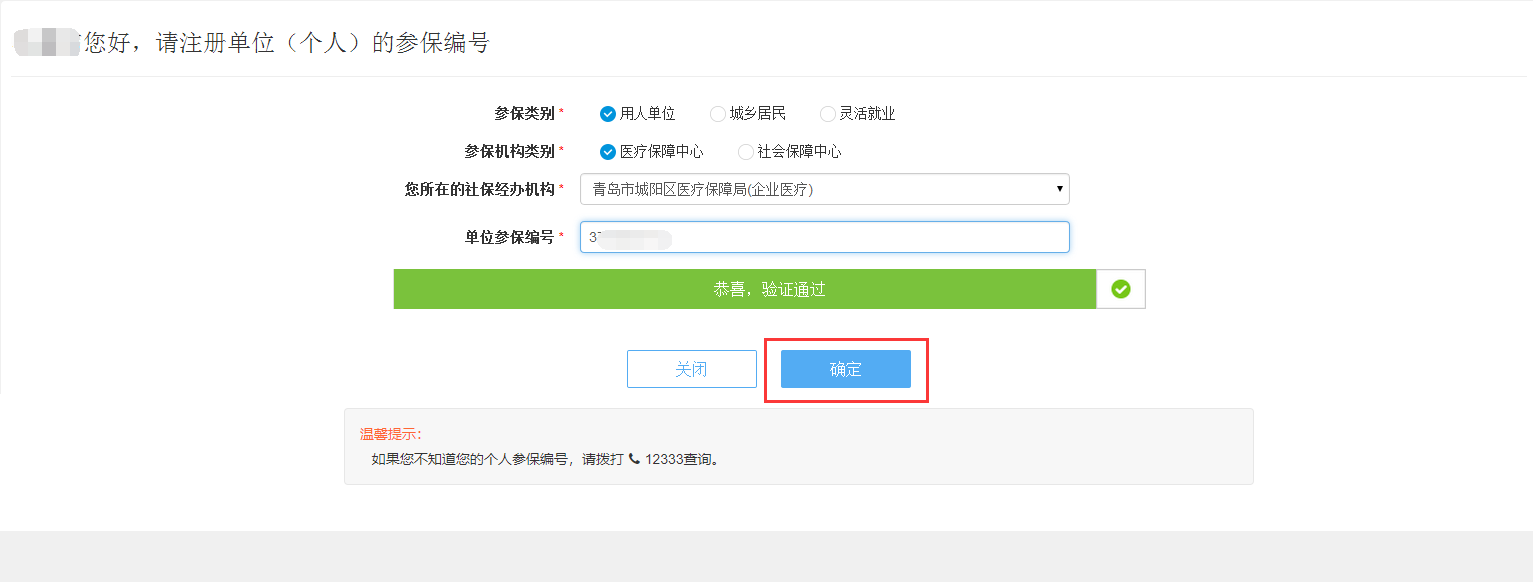 您好，请注册单位（个人）的参保编号
参保类别 * 用人单位 城乡居民 灵活就业
参保机构类别 * 医疗保障中心 社会保障中心
您所在的社保经办机构 * 青岛市城阳区医疗保障局(企业医疗)
单位参保编号 * 3
恭喜，验证通过
关闭 确定
温馨提示：
如果您不知道您的个人参保编号，请拨打 12333查询。